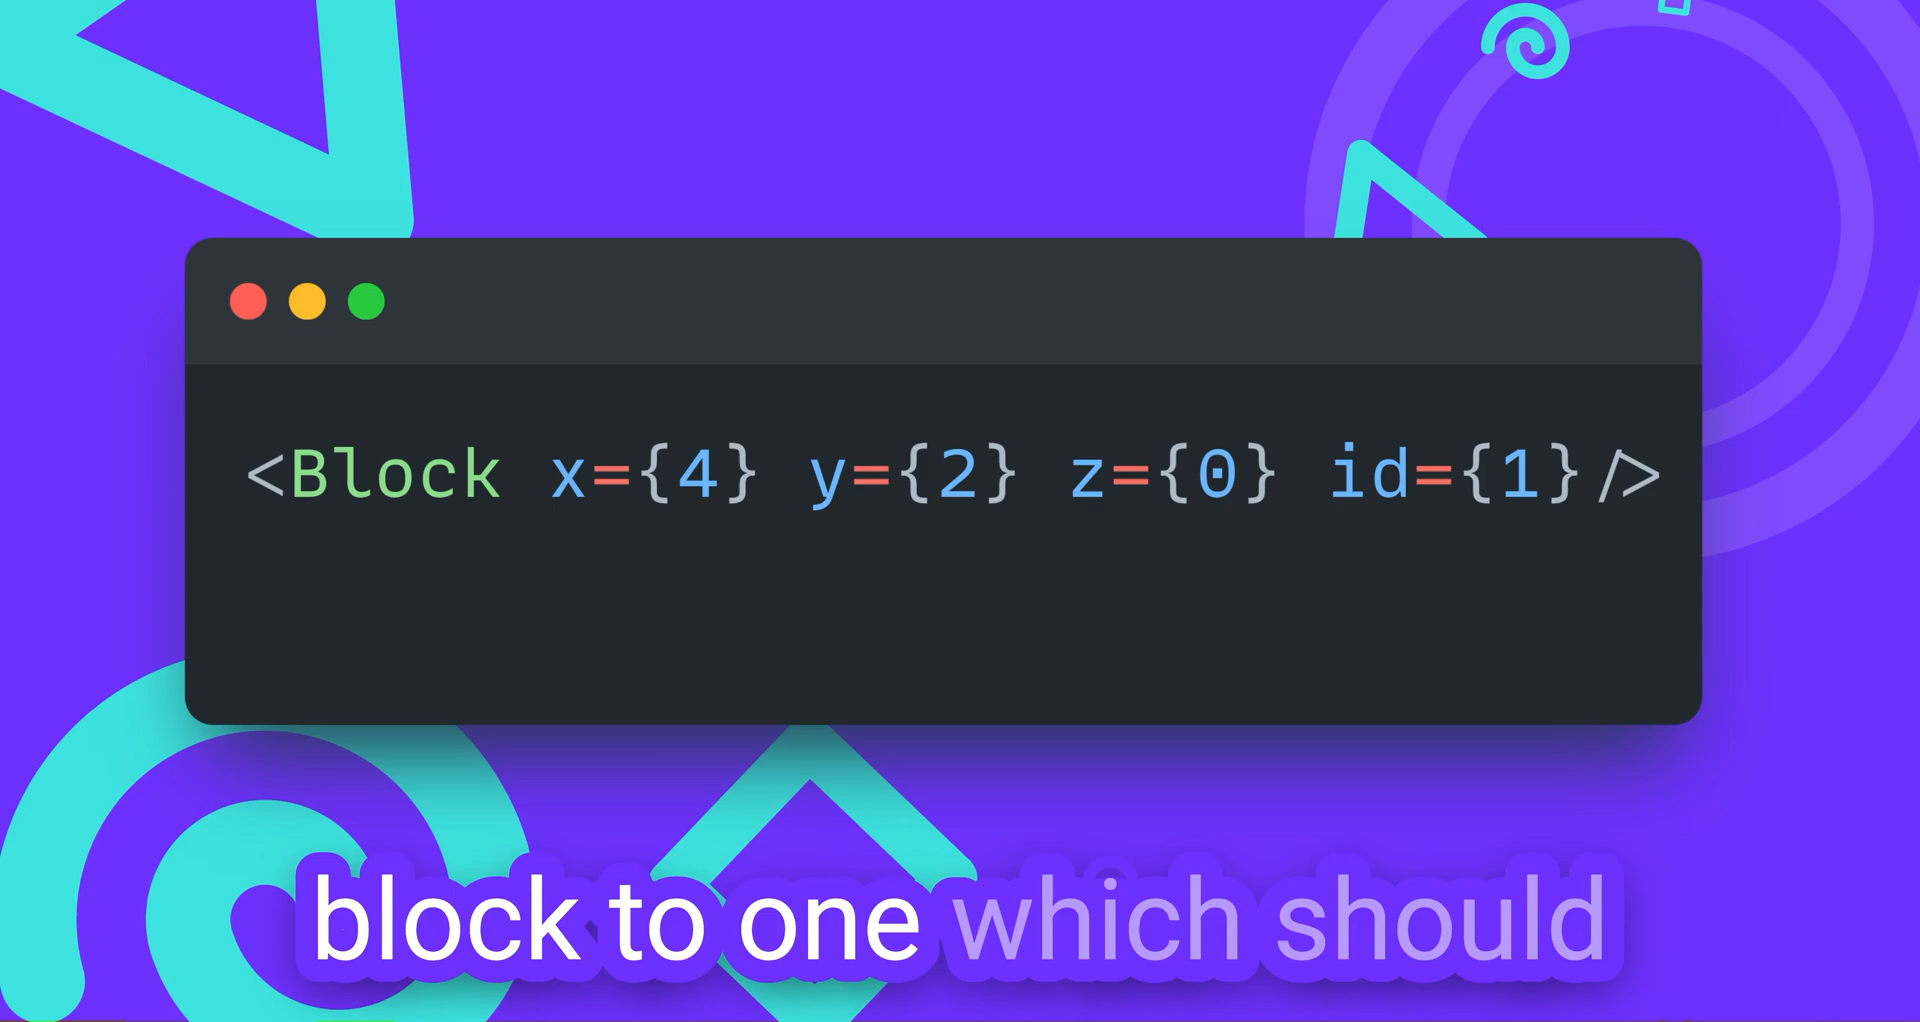 <Block x={4} y={2} z={0} id={1}/>
block to one which should